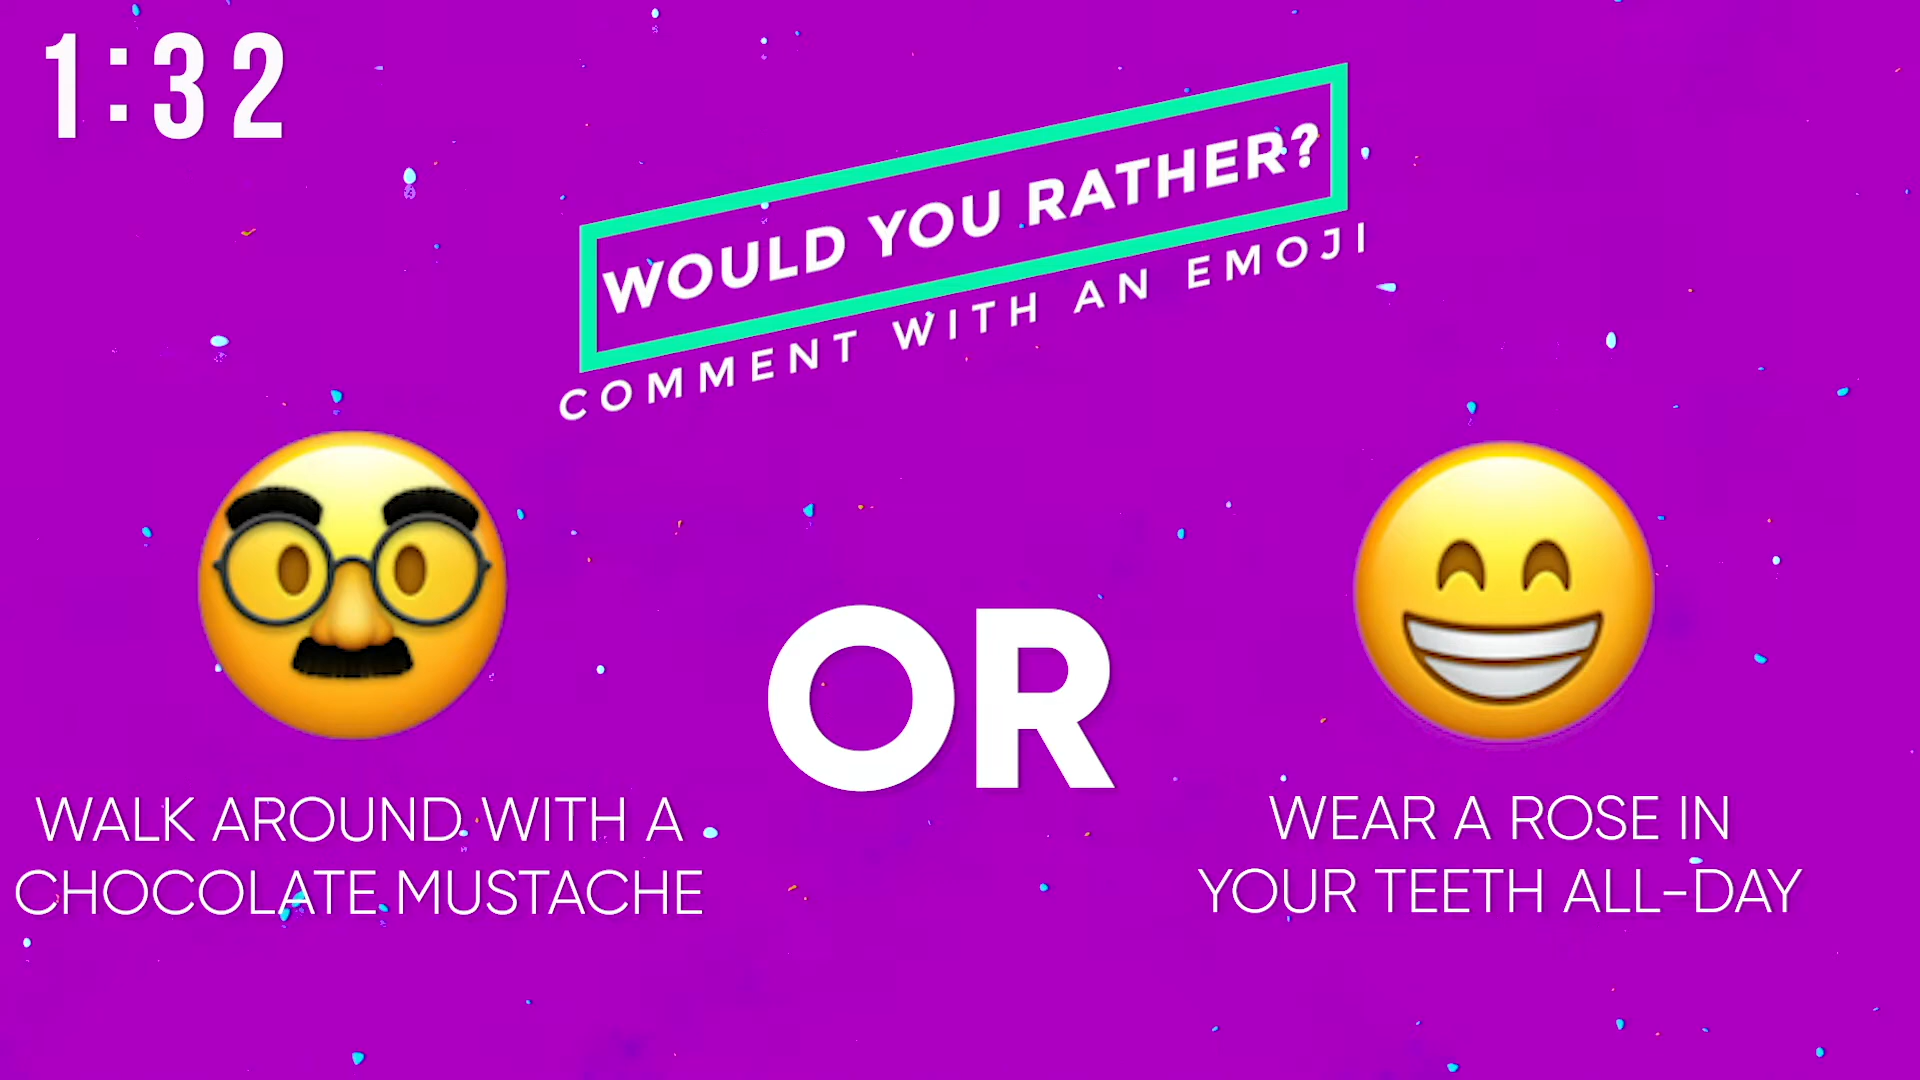 1:32
WOULD YOU RATHER?
COMMENT WITH AN EMOJI
OR
WALK AROUND WITH A
CHOCOLATE MUSTACHE
WEAR A ROSE IN
YOUR TEETH ALL-DAY